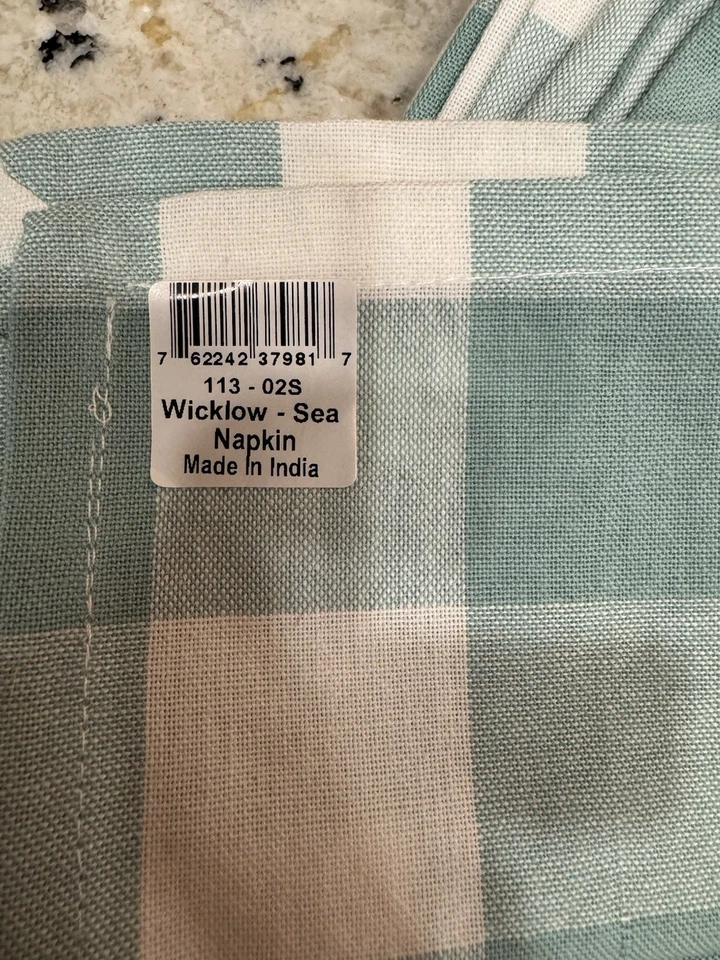 7 62242 37981 7
113 - 02S
Wicklow - Sea
Napkin
Made In India